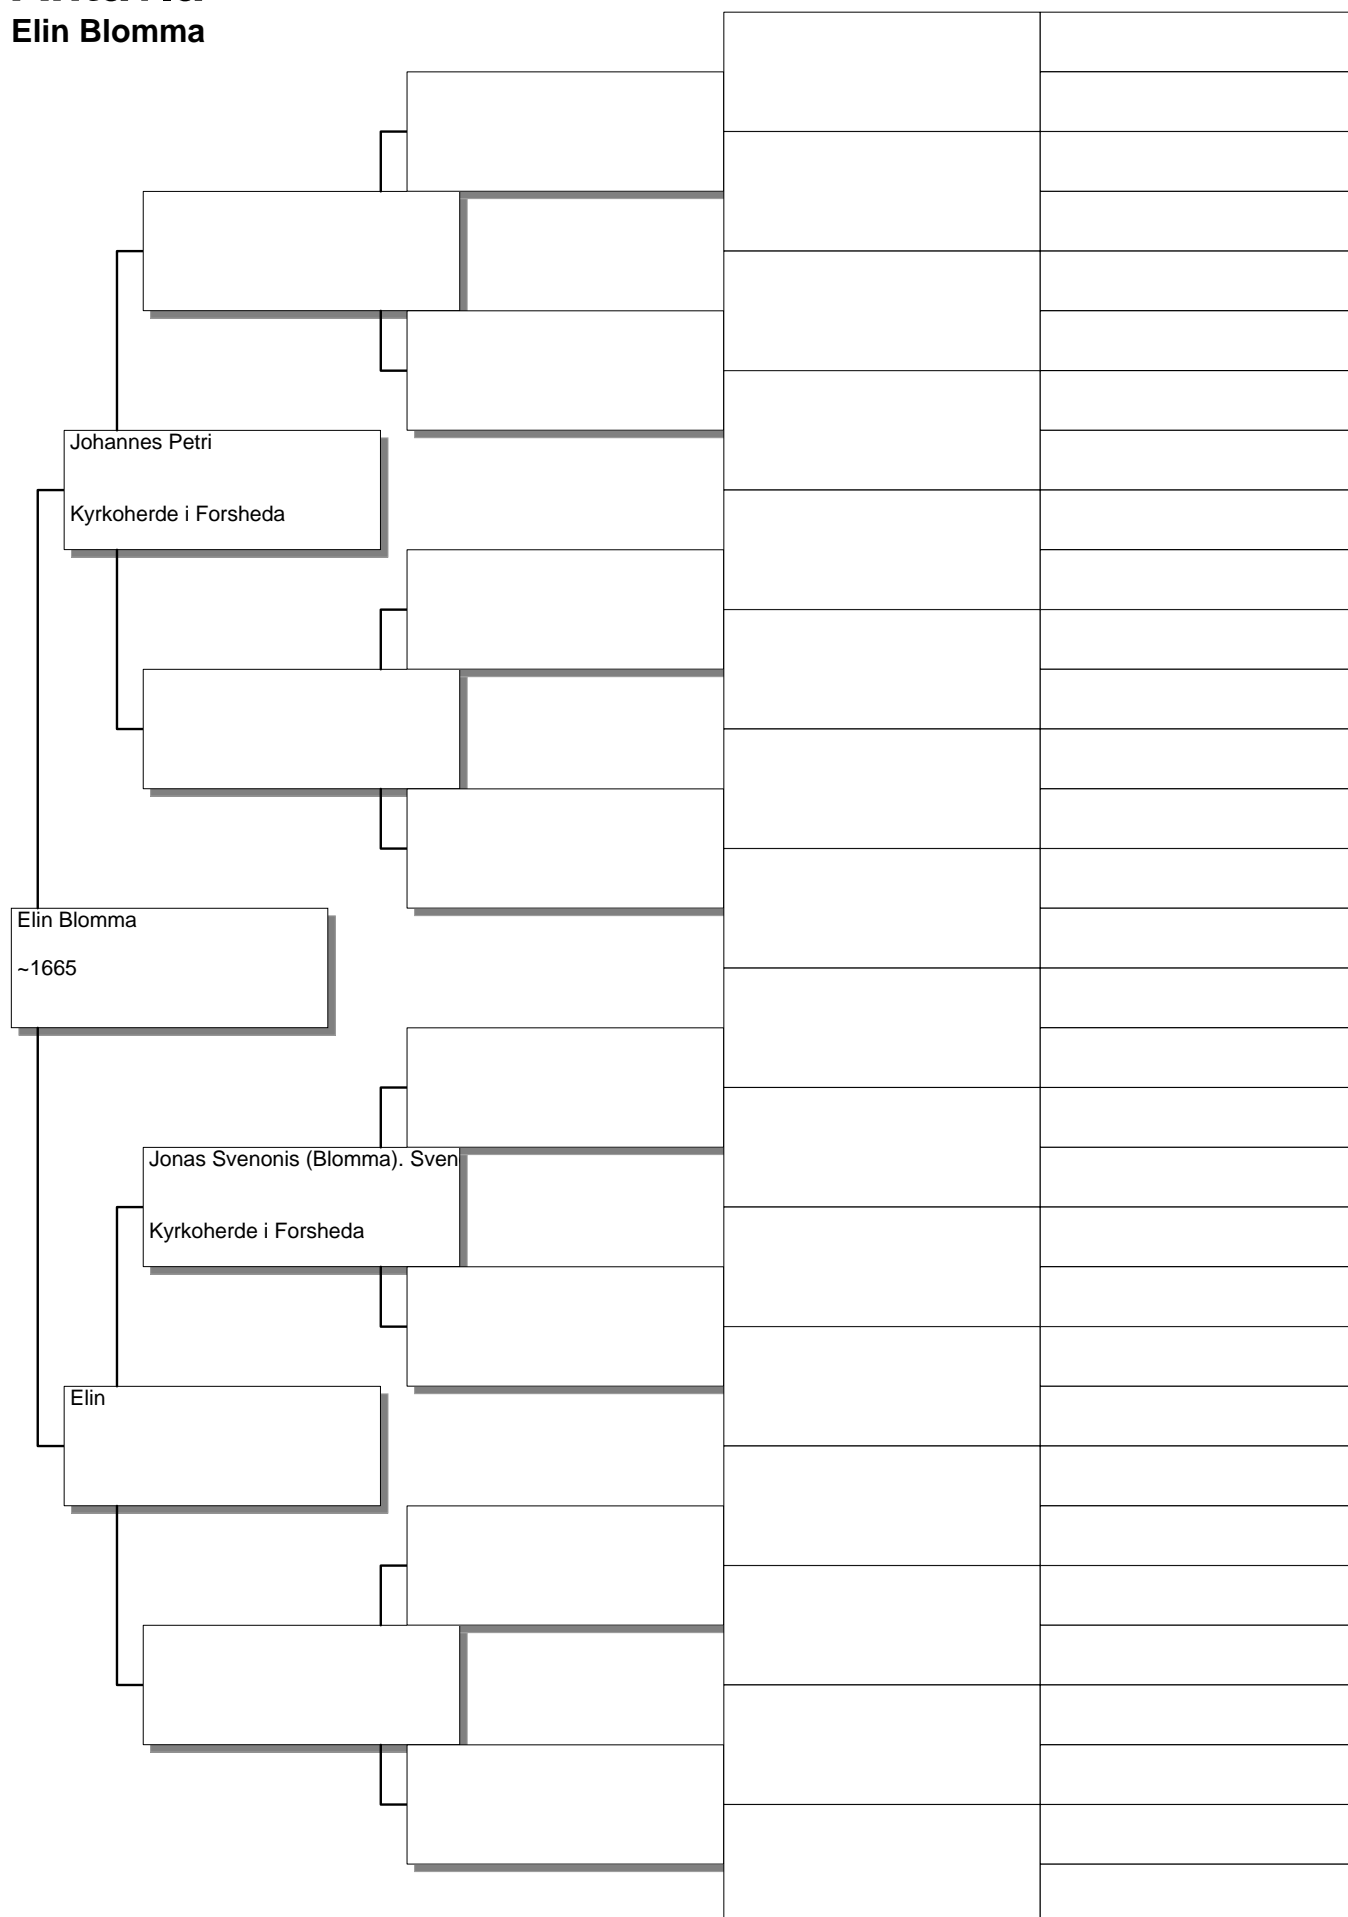 Elin Blomma
Johannes Petri
Kyrkoherde i Forsheda
Elin Blomma
~1665
Jonas Svenonis (Blomma). Sven
Kyrkoherde i Forsheda
Elin